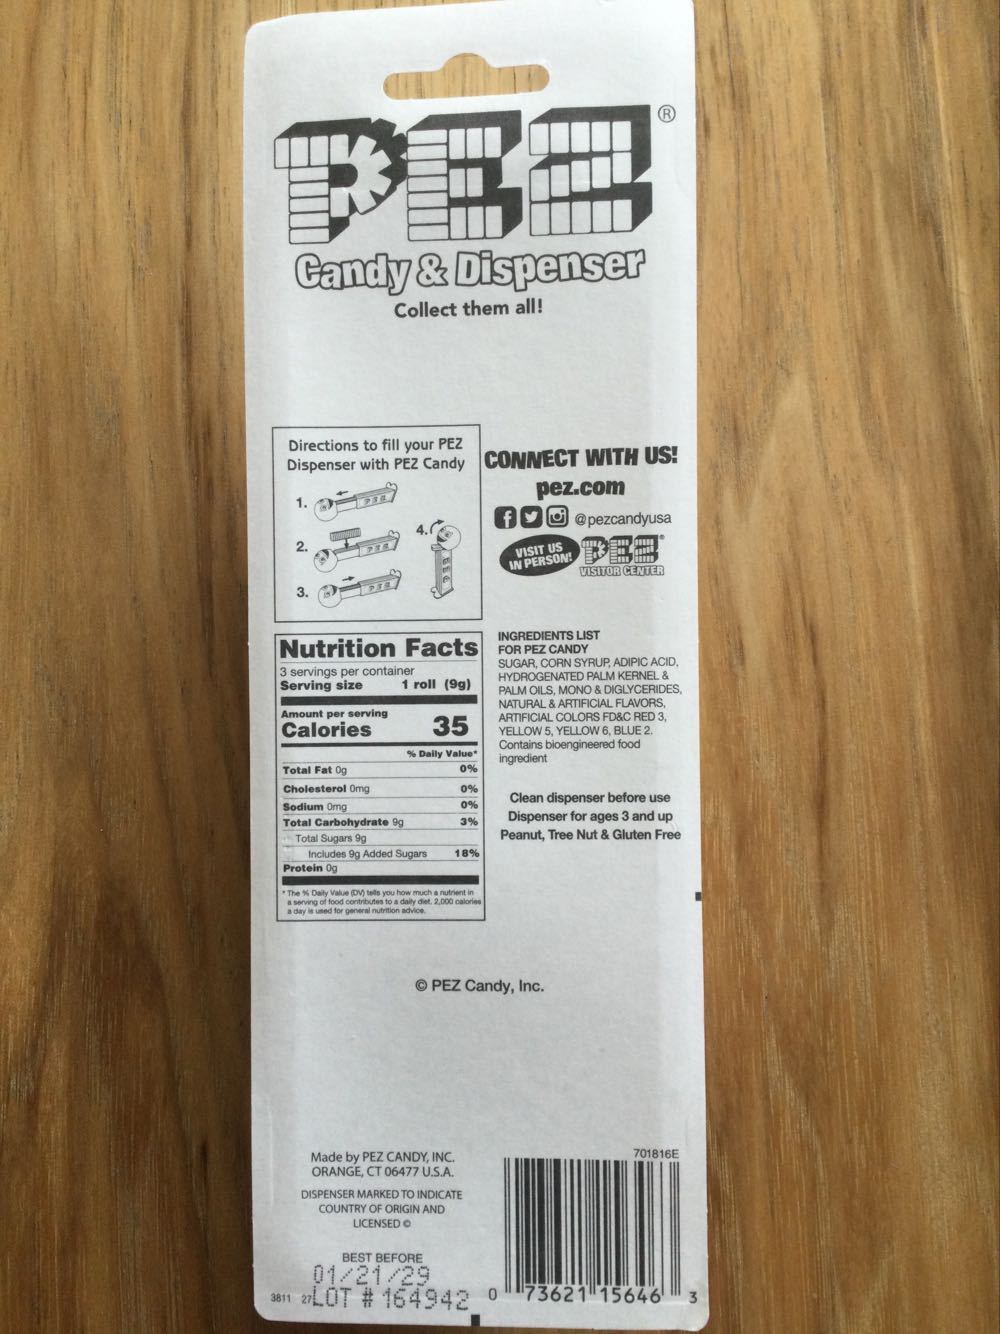 PEZ®
Candy & Dispenser
Collect them all!
Directions to fill your PEZ
Dispenser with PEZ Candy
1.
PEZ
2.
PEZ
3.
PEZ
4.
PEZ
CONNECT WITH US!
pez.com
@pezcandyusa
VISIT US
IN PERSON!
PEZ®
VISITOR CENTER
Nutrition Facts
3 servings per container
Serving size 1 roll (9g)
Amount per serving
Calories 35
% Daily Value*
Total Fat 0g 0%
Cholesterol 0mg 0%
Sodium 0mg 0%
Total Carbohydrate 9g 3%
Total Sugars 9g
Includes 9g Added Sugars 18%
Protein 0g
* The % Daily Value (DV) tells you how much a nutrient in
a serving of food contributes to a daily diet. 2,000 calories
a day is used for general nutrition advice.
INGREDIENTS LIST
FOR PEZ CANDY
SUGAR, CORN SYRUP, ADIPIC ACID,
HYDROGENATED PALM KERNEL &
PALM OILS, MONO & DIGLYCERIDES,
NATURAL & ARTIFICIAL FLAVORS,
ARTIFICIAL COLORS FD&C RED 3,
YELLOW 5, YELLOW 6, BLUE 2.
Contains bioengineered food
ingredient
Clean dispenser before use
Dispenser for ages 3 and up
Peanut, Tree Nut & Gluten Free
© PEZ Candy, Inc.
Made by PEZ CANDY, INC.
ORANGE, CT 06477 U.S.A.
DISPENSER MARKED TO INDICATE
COUNTRY OF ORIGIN AND
LICENSED ©
BEST BEFORE
01/21/29
3811 27 LOT # 164942
701816E
0 73621 15646 3